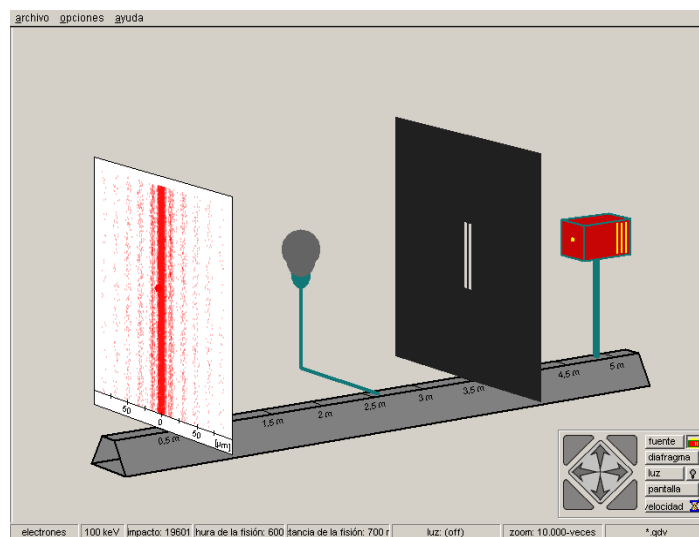 archivo opciones ayuda
50
0
50
[µm]
0,5 m
1,5 m
2 m
2,5 m
3 m
3,5 m
4,5 m
5 m
fuente
diafragma
luz
pantalla
velocidad
electrones 100 keV impacto: 19601 hura de la fisión: 600 tancia de la fisión: 700 r luz: (off) zoom: 10.000-veces *.qdv